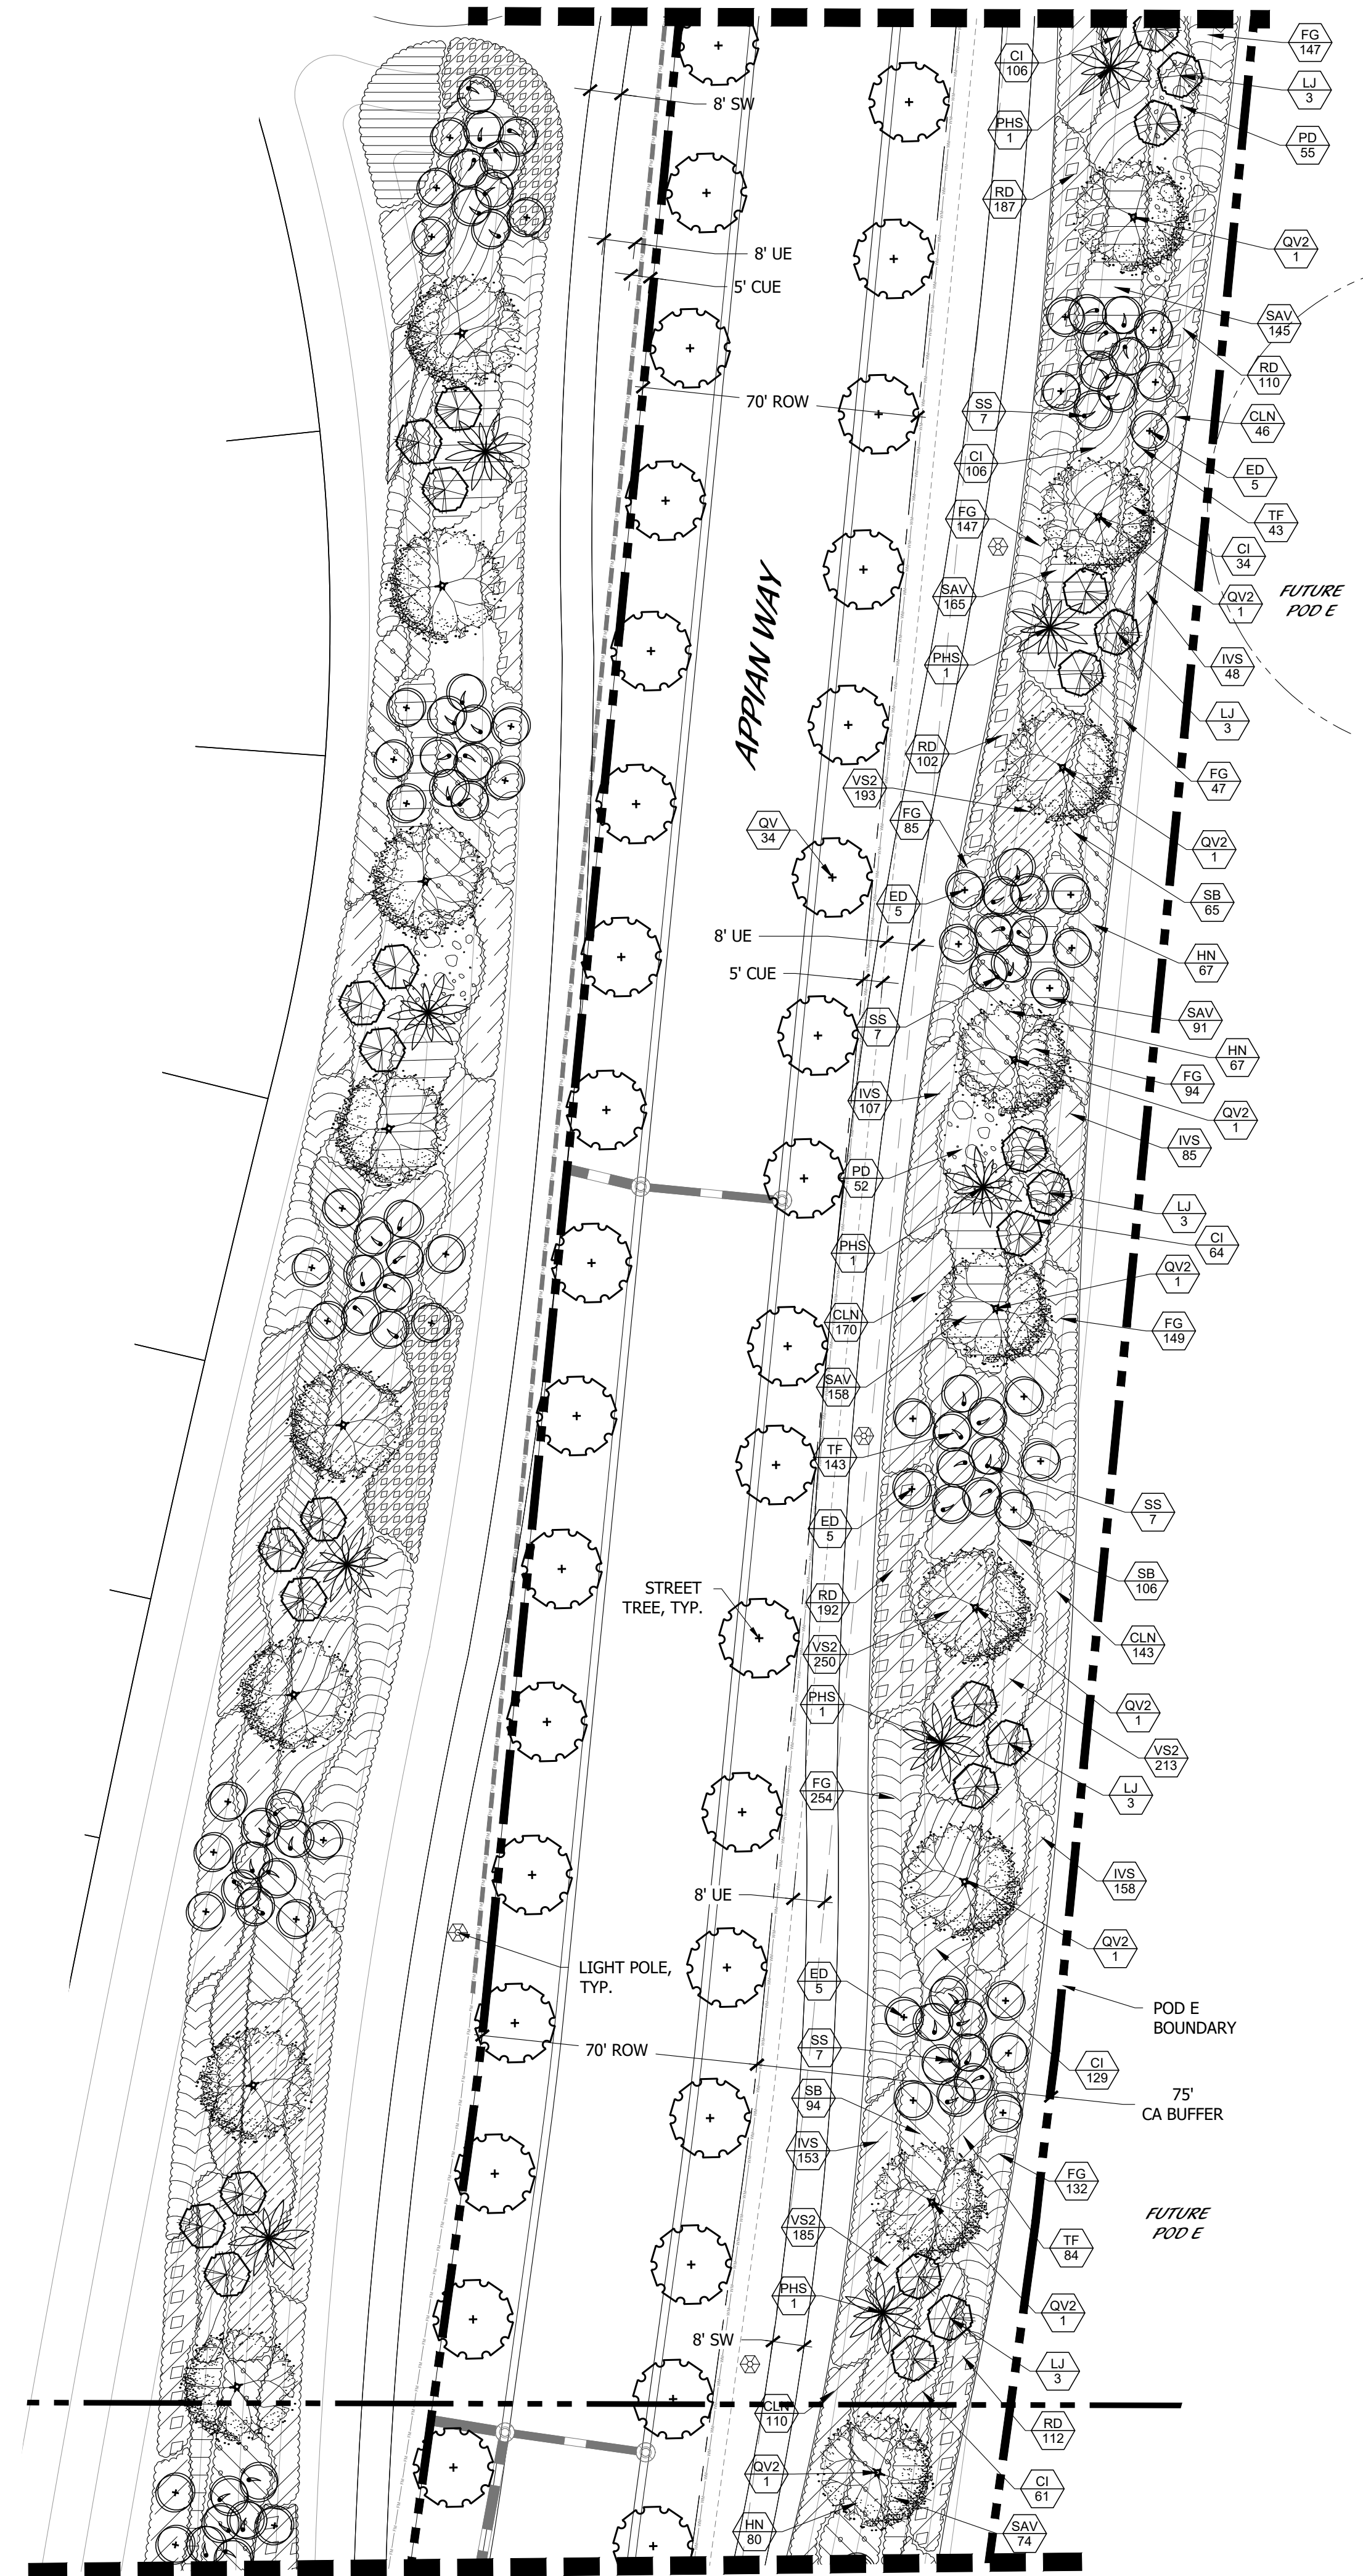 FG
147
CI
106
LJ
3
8' SW
PHS
1
PD
55
RD
187
QV2
1
8' UE
5' CUE
SAV
145
RD
110
70' ROW
SS
7
CLN
46
CI
106
ED
5
FG
147
TF
43
CI
34
SAV
165
QV2
1
FUTURE
POD E
APPIAN WAY
PHS
1
IVS
48
LJ
3
RD
102
FG
47
VS2
193
QV
34
FG
85
QV2
1
ED
5
SB
65
8' UE
HN
67
5' CUE
SS
7
SAV
91
HN
67
FG
94
IVS
107
QV2
1
IVS
85
PD
52
LJ
3
CI
64
PHS
1
QV2
1
CLN
170
FG
149
SAV
158
TF
143
SS
7
ED
5
STREET
TREE, TYP.
SB
106
RD
192
CLN
143
VS2
250
PHS
1
QV2
1
VS2
213
FG
254
LJ
3
IVS
158
8' UE
QV2
1
LIGHT POLE,
TYP.
ED
5
POD E
BOUNDARY
70' ROW
SS
7
CI
129
SB
94
75'
CA BUFFER
IVS
153
FG
132
VS2
185
FUTURE
POD E
TF
84
PHS
1
QV2
1
8' SW
LJ
3
CLN
110
RD
112
QV2
1
CI
61
HN
80
SAV
74